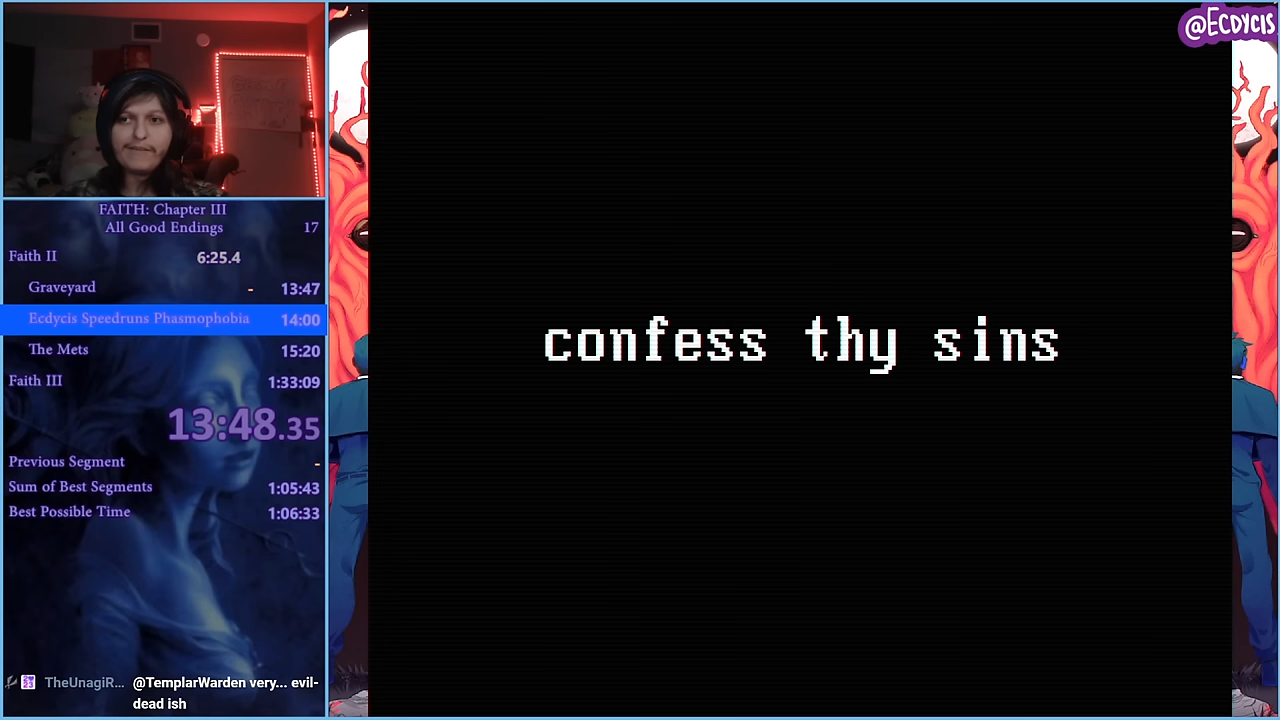 @ECDYCIS
FAITH: Chapter III
All Good Endings 17
Faith II 6:25.4
Graveyard - 13:47
Ecdycis Speedruns Phasmophobia 14:00
The Mets 15:20
Faith III 1:33:09
13:48.35
Previous Segment -
Sum of Best Segments 1:05:43
Best Possible Time 1:06:33
TheUnagiR... @TemplarWarden very... evil-
dead ish
confess thy sins